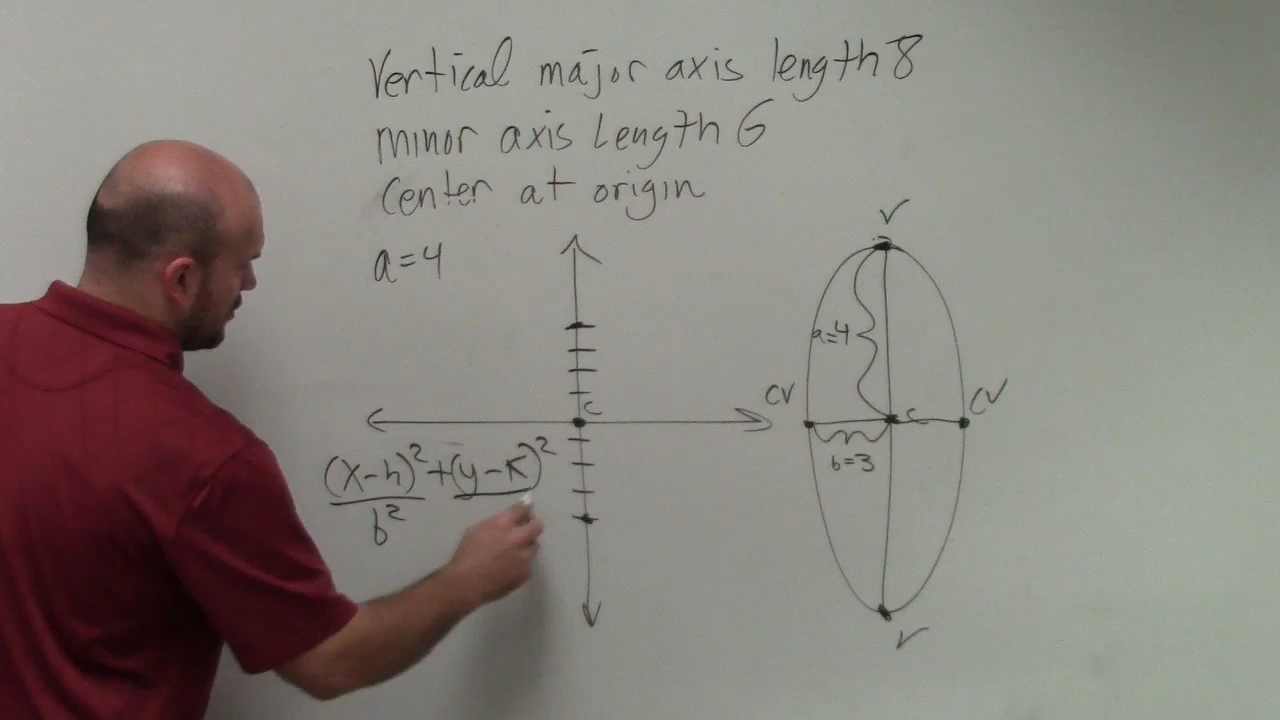 Vertical major axis length 8
minor axis Length 6
Center at origin
a=4
V
a=4
C
CV
C
CV
b=3
(x-h)² + (y-k)²
b²
V